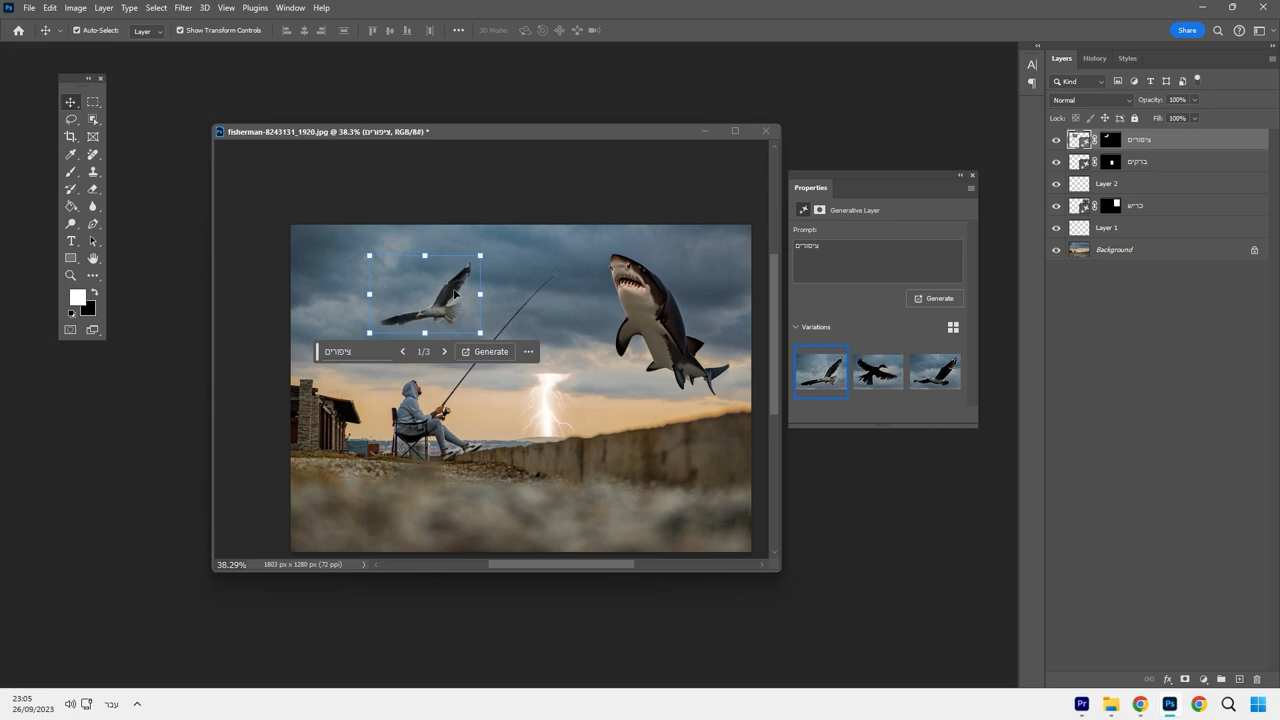 File Edit Image Layer Type Select Filter 3D View Plugins Window Help
Auto-Select: Layer Show Transform Controls 3D Mode: Share
fisherman-8243131_1920.jpg @ 38.3% (ציפורים, RGB/8#) *
ציפורים 1/3 Generate
38.29% 1803 px x 1280 px (72 ppi)
Properties
Generative Layer
Prompt:
ציפורים
Generate
Variations
Layers History Styles
Kind
Normal Opacity: 100%
Lock: Fill: 100%
ציפורים
ברקים
Layer 2
כריש
Layer 1
Background
23:05
26/09/2023
עבר